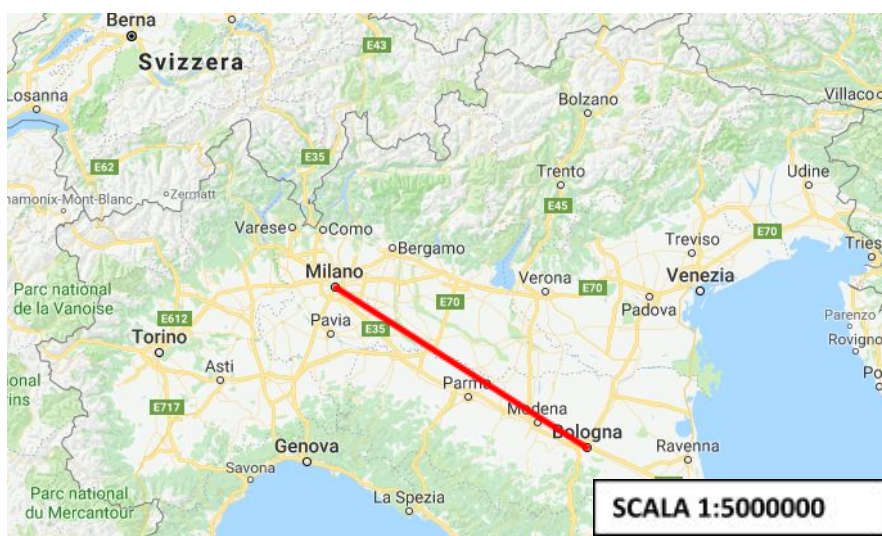 Berna
Svizzera
E43
Losanna
Bolzano
Villaco
E62
E35
Trento
Udine
amonix-Mont-Blanc
Zermatt
E45
Varese
Como
Bergamo
Treviso
E70
Tries
Milano
Verona
E70
Venezia
Parc national
de la Vanoise
E70
Padova
E612
Pavia
E35
Parenzo
Torino
Rovigno
Asti
onal
ins
Parma
Po
E717
Modena
Bologna
Genova
Ravenna
Savona
Parc national
du Mercantour
La Spezia
SCALA 1:5000000